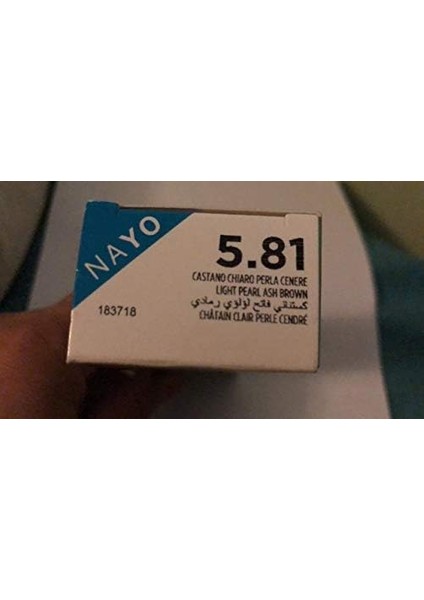 NAYO
5.81
CASTANO CHIARO PERLA CENERE
LIGHT PEARL ASH BROWN
كستنائي فاتح لؤلؤي رمادي
CHÂTAIN CLAIR PERLE CENDRÉ
183718